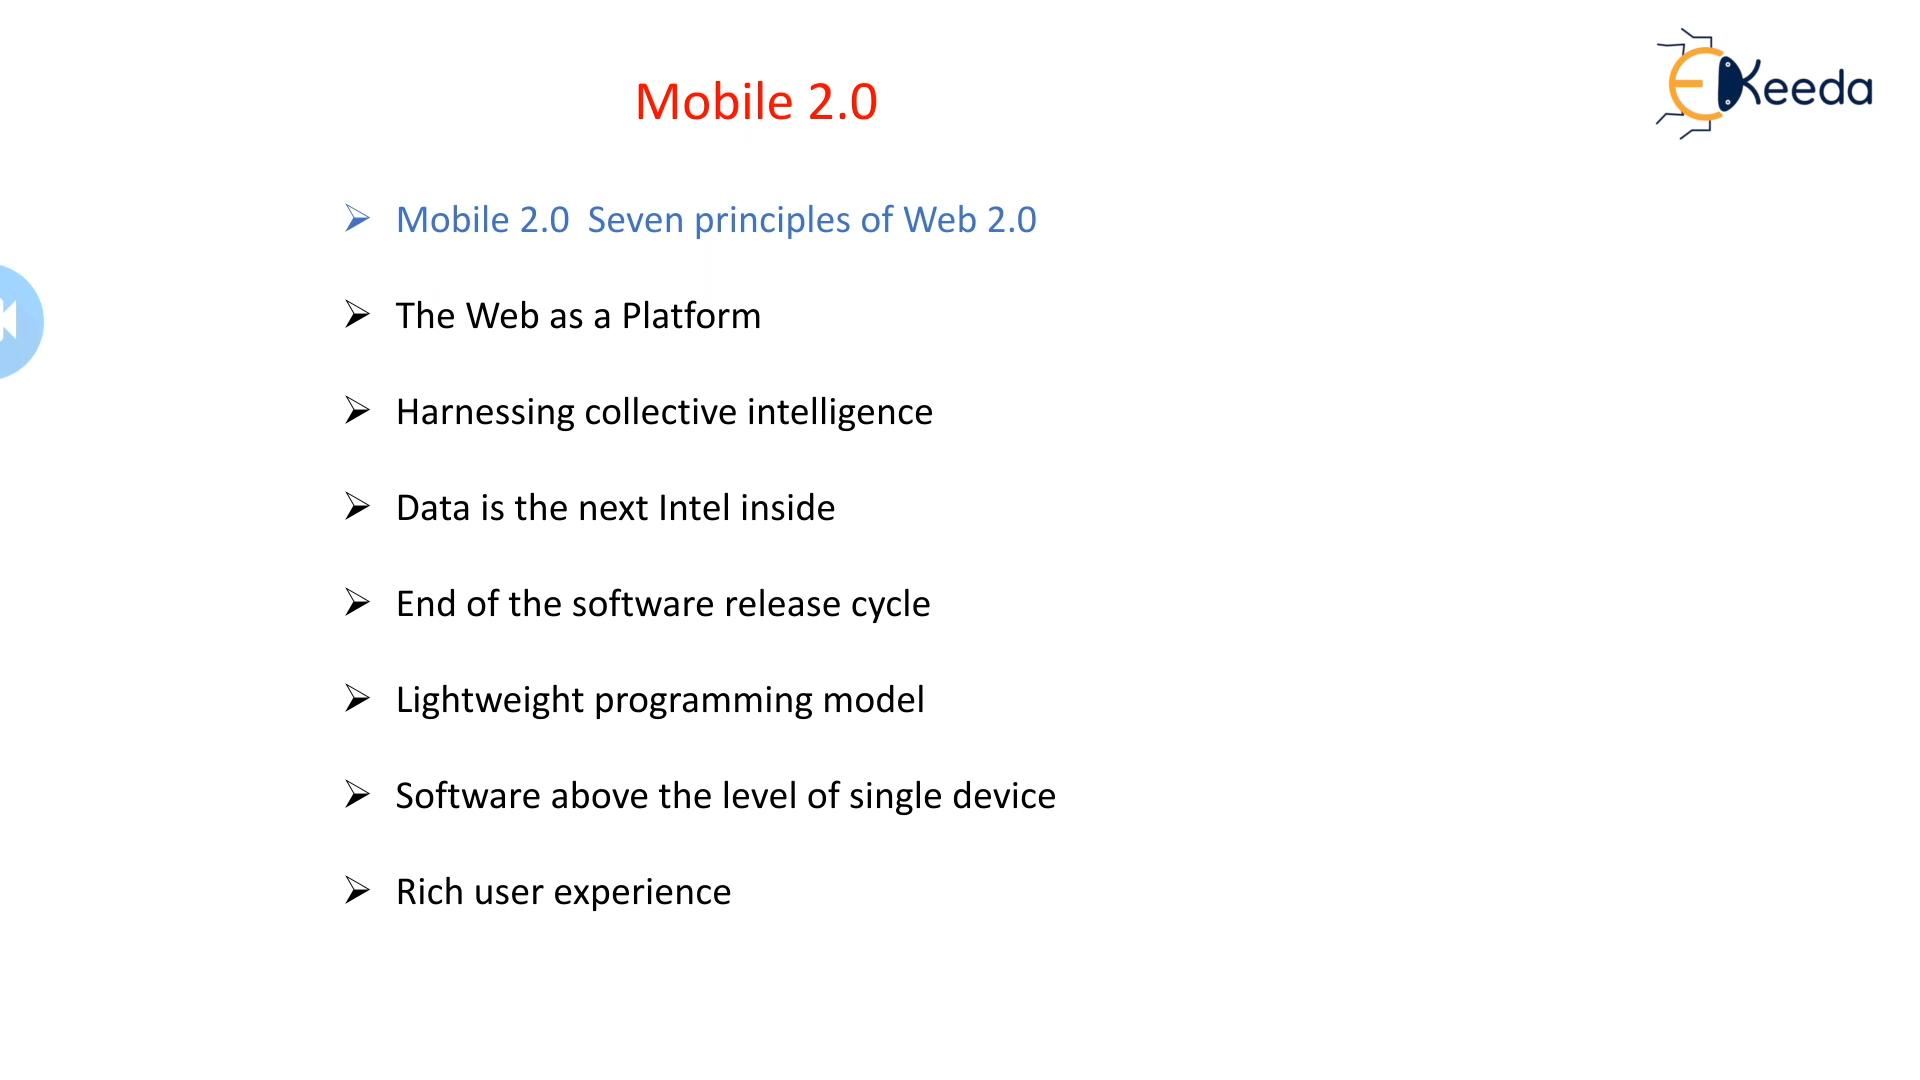 Mobile 2.0
EKeeda
➢ Mobile 2.0  Seven principles of Web 2.0
➢ The Web as a Platform
➢ Harnessing collective intelligence
➢ Data is the next Intel inside
➢ End of the software release cycle
➢ Lightweight programming model
➢ Software above the level of single device
➢ Rich user experience